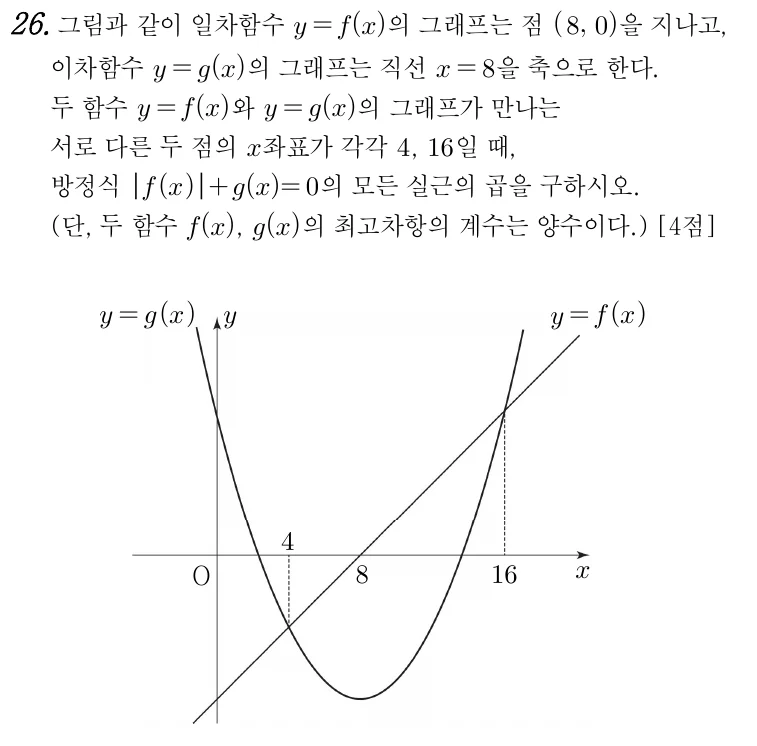 26. 그림과 같이 일차함수 y=f(x)의 그래프는 점 (8, 0)을 지나고,
이차함수 y=g(x)의 그래프는 직선 x=8을 축으로 한다.
두 함수 y=f(x)와 y=g(x)의 그래프가 만나는
서로 다른 두 점의 x좌표가 각각 4, 16일 때,
방정식 |f(x)|+g(x)=0의 모든 실근의 곱을 구하시오.
(단, 두 함수 f(x), g(x)의 최고차항의 계수는 양수이다.) [4점]
y=g(x) y y=f(x)
4
O 8 16 x